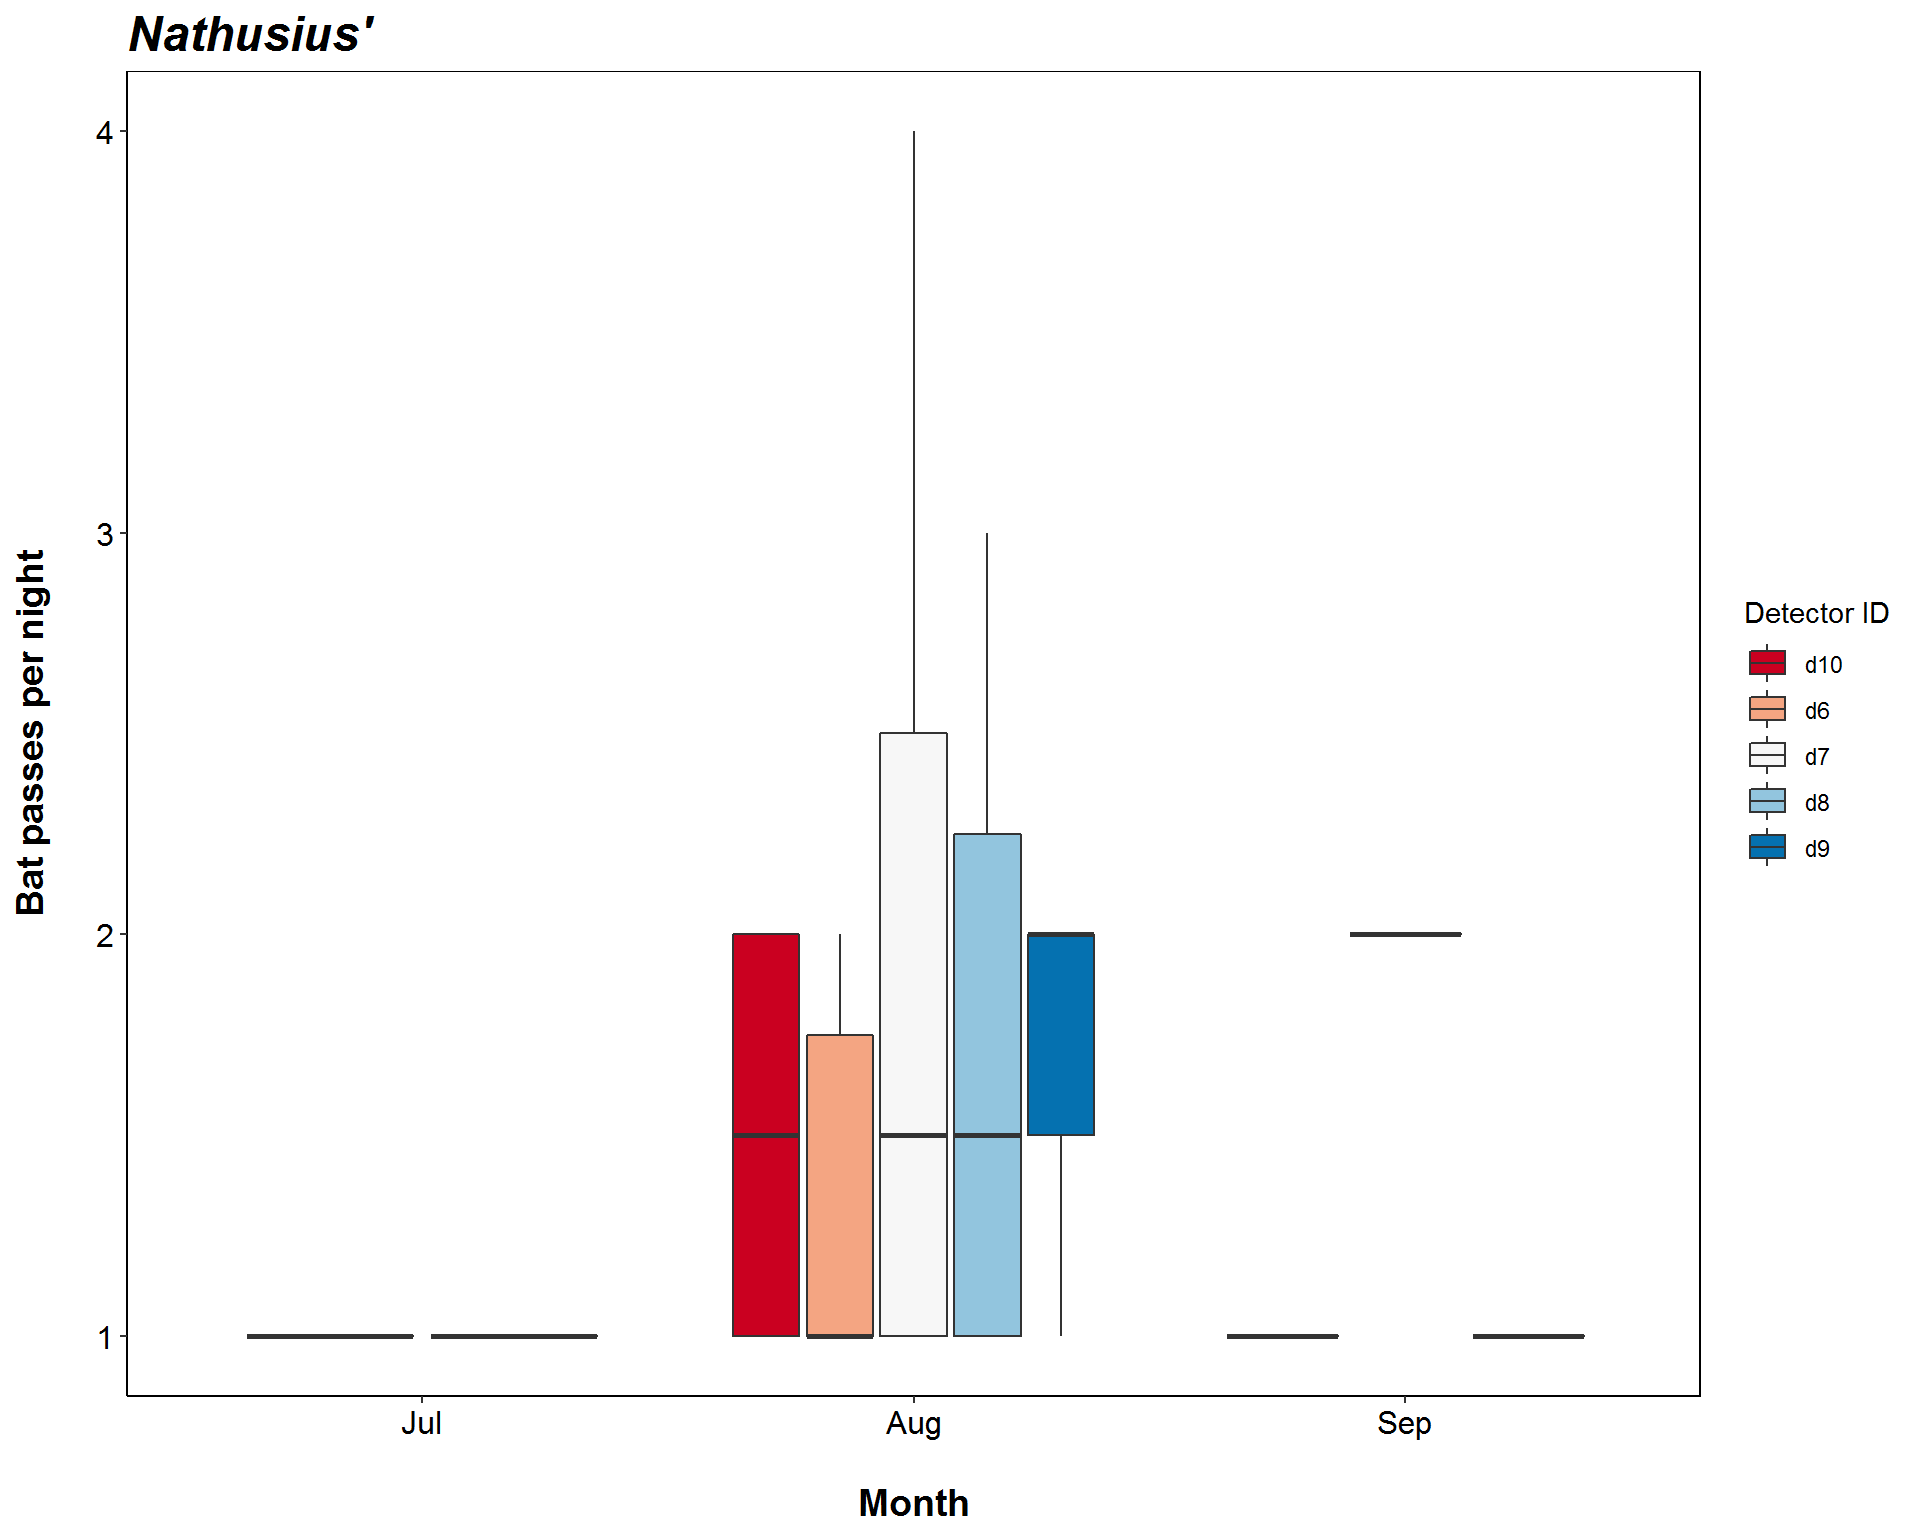 Nathusius'
4
3
2
1
Bat passes per night
Jul
Aug
Sep
Month
Detector ID
d10
d6
d7
d8
d9